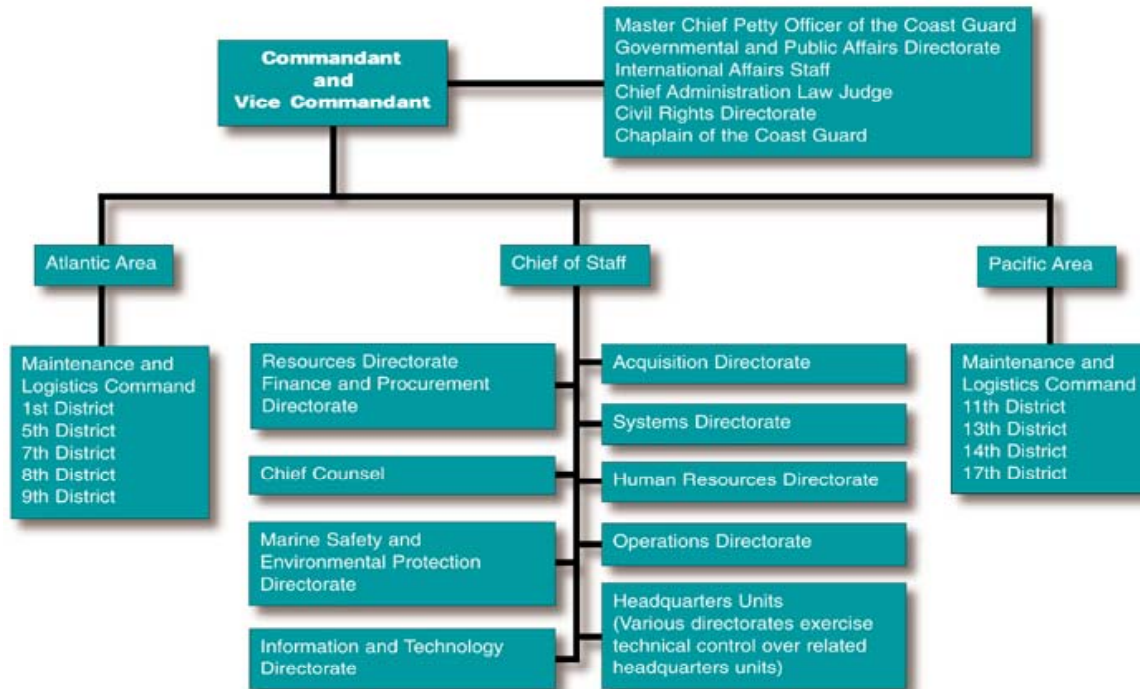 Commandant
and
Vice Commandant
Master Chief Petty Officer of the Coast Guard
Governmental and Public Affairs Directorate
International Affairs Staff
Chief Administration Law Judge
Civil Rights Directorate
Chaplain of the Coast Guard
Atlantic Area
Chief of Staff
Pacific Area
Maintenance and
Logistics Command
1st District
5th District
7th District
8th District
9th District
Resources Directorate
Finance and Procurement
Directorate
Chief Counsel
Marine Safety and
Environmental Protection
Directorate
Information and Technology
Directorate
Acquisition Directorate
Systems Directorate
Human Resources Directorate
Operations Directorate
Headquarters Units
(Various directorates exercise
technical control over related
headquarters units)
Maintenance and
Logistics Command
11th District
13th District
14th District
17th District